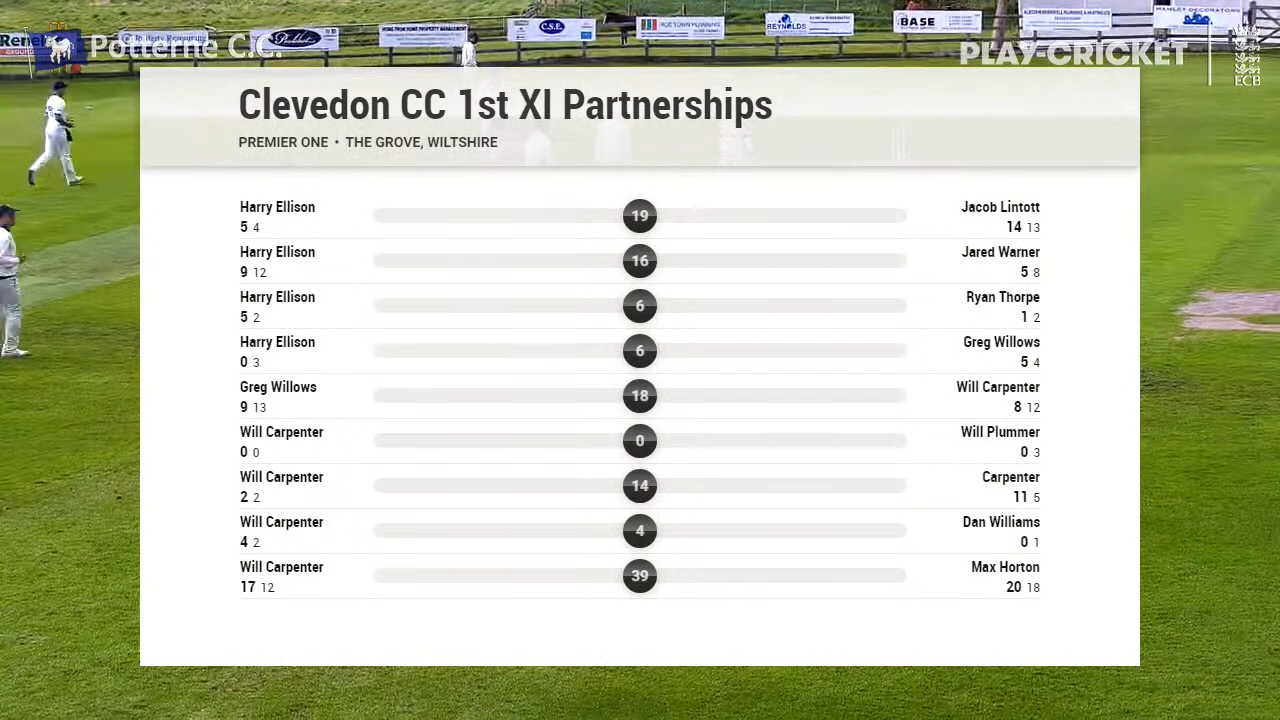 Potterne C.C.
C.S.E.
REYNOLDS
BASE
PLAY-CRICKET
ECB
Clevedon CC 1st XI Partnerships
PREMIER ONE • THE GROVE, WILTSHIRE
Harry Ellison 19 Jacob Lintott
5 4 14 13
Harry Ellison 16 Jared Warner
9 12 5 8
Harry Ellison 6 Ryan Thorpe
5 2 1 2
Harry Ellison 6 Greg Willows
0 3 5 4
Greg Willows 18 Will Carpenter
9 13 8 12
Will Carpenter 0 Will Plummer
0 0 0 3
Will Carpenter 14 Carpenter
2 2 11 5
Will Carpenter 4 Dan Williams
4 2 0 1
Will Carpenter 39 Max Horton
17 12 20 18